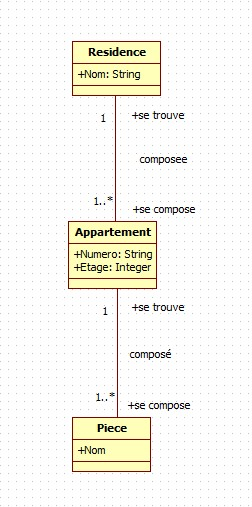 Residence
+Nom: String
1
+se trouve
composee
1..*
+se compose
Appartement
+Numero: String
+Etage: Integer
1
+se trouve
composé
1..*
+se compose
Piece
+Nom